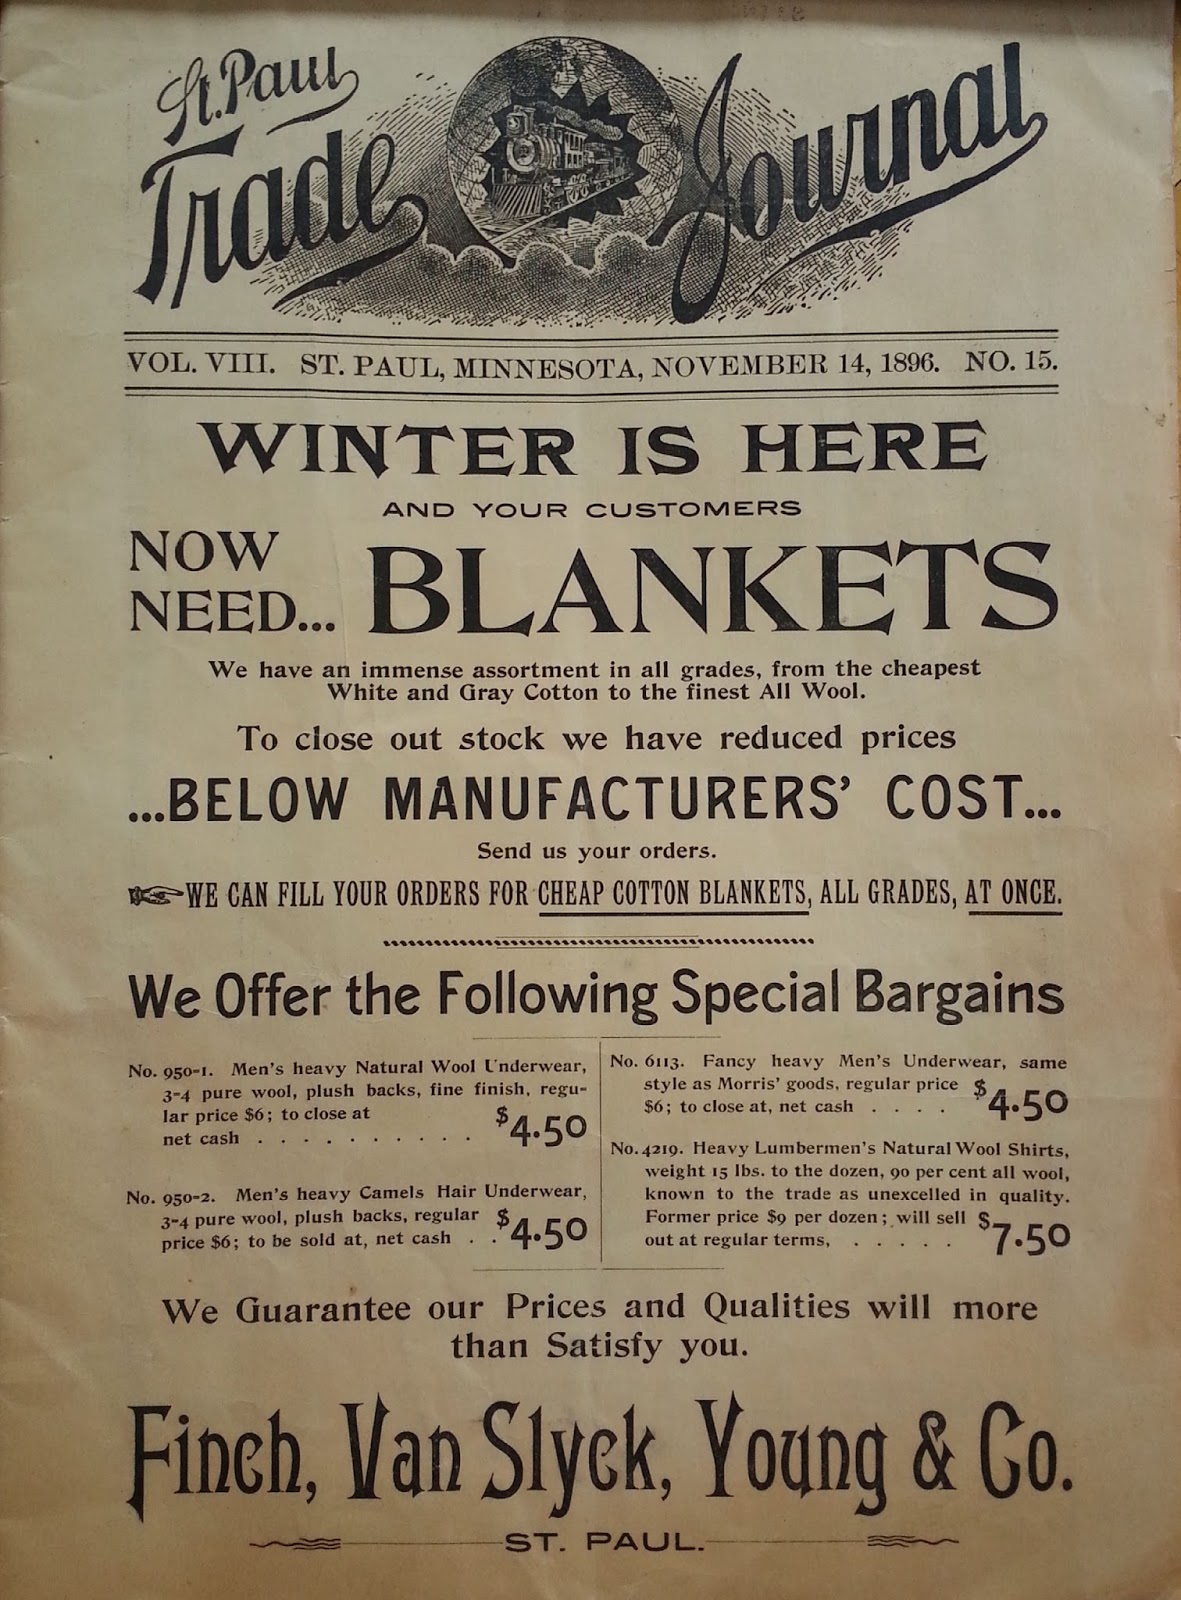 St. Paul
Trade Journal
VOL. VIII. ST. PAUL, MINNESOTA, NOVEMBER 14, 1896. NO. 15.
WINTER IS HERE
AND YOUR CUSTOMERS
NOW
NEED... BLANKETS
We have an immense assortment in all grades, from the cheapest
White and Gray Cotton to the finest All Wool.
To close out stock we have reduced prices
...BELOW MANUFACTURERS' COST...
Send us your orders.
WE CAN FILL YOUR ORDERS FOR CHEAP COTTON BLANKETS, ALL GRADES, AT ONCE.
We Offer the Following Special Bargains
No. 950-1. Men's heavy Natural Wool Underwear,
3-4 pure wool, plush backs, fine finish, regu-
lar price $6; to close at
net cash . . . . . . . . . . $4.50
No. 950-2. Men's heavy Camels Hair Underwear,
3-4 pure wool, plush backs, regular
price $6; to be sold at, net cash . . $4.50
No. 6113. Fancy heavy Men's Underwear, same
style as Morris' goods, regular price
$6; to close at, net cash . . . . $4.50
No. 4219. Heavy Lumbermen's Natural Wool Shirts,
weight 15 lbs. to the dozen, 90 per cent all wool,
known to the trade as unexcelled in quality.
Former price $9 per dozen; will sell
out at regular terms, . . . . . $7.50
We Guarantee our Prices and Qualities will more
than Satisfy you.
Finch, Van Slyck, Young & Co.
ST. PAUL.